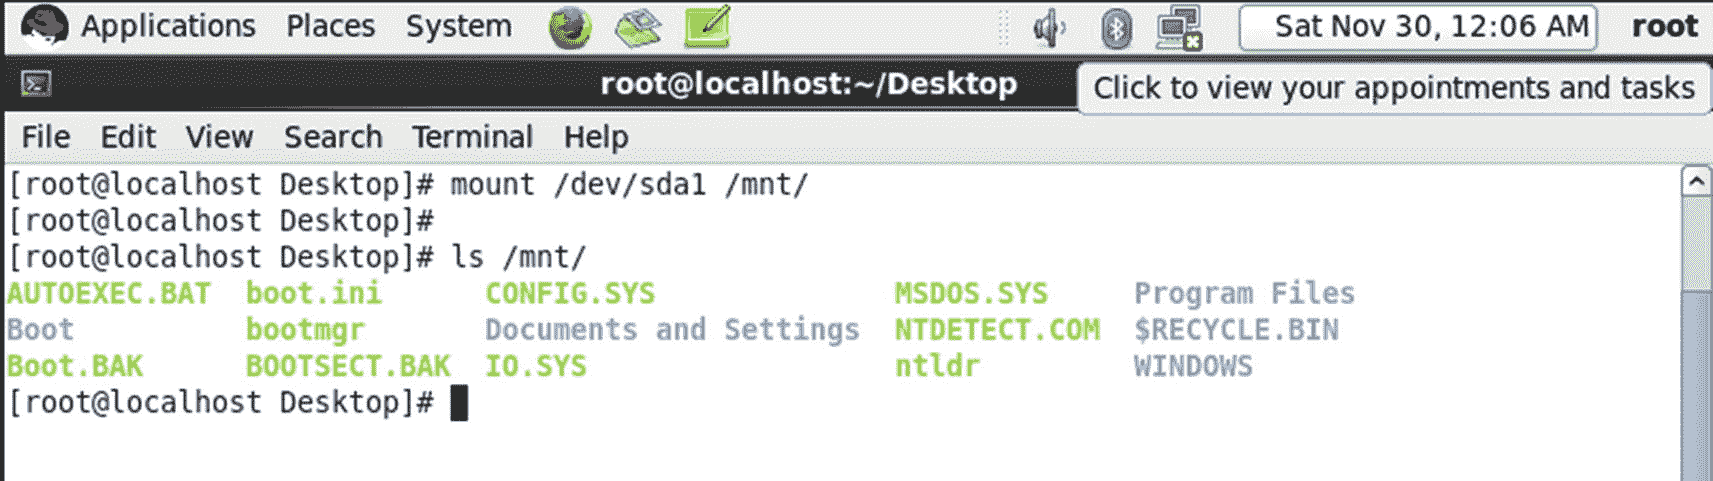 Applications Places System Sat Nov 30, 12:06 AM root
root@localhost:~/Desktop Click to view your appointments and tasks
File Edit View Search Terminal Help
[root@localhost Desktop]# mount /dev/sda1 /mnt/
[root@localhost Desktop]#
[root@localhost Desktop]# ls /mnt/
AUTOEXEC.BAT boot.ini CONFIG.SYS MSDOS.SYS Program Files
Boot bootmgr Documents and Settings NTDETECT.COM $RECYCLE.BIN
Boot.BAK BOOTSECT.BAK IO.SYS ntldr WINDOWS
[root@localhost Desktop]#